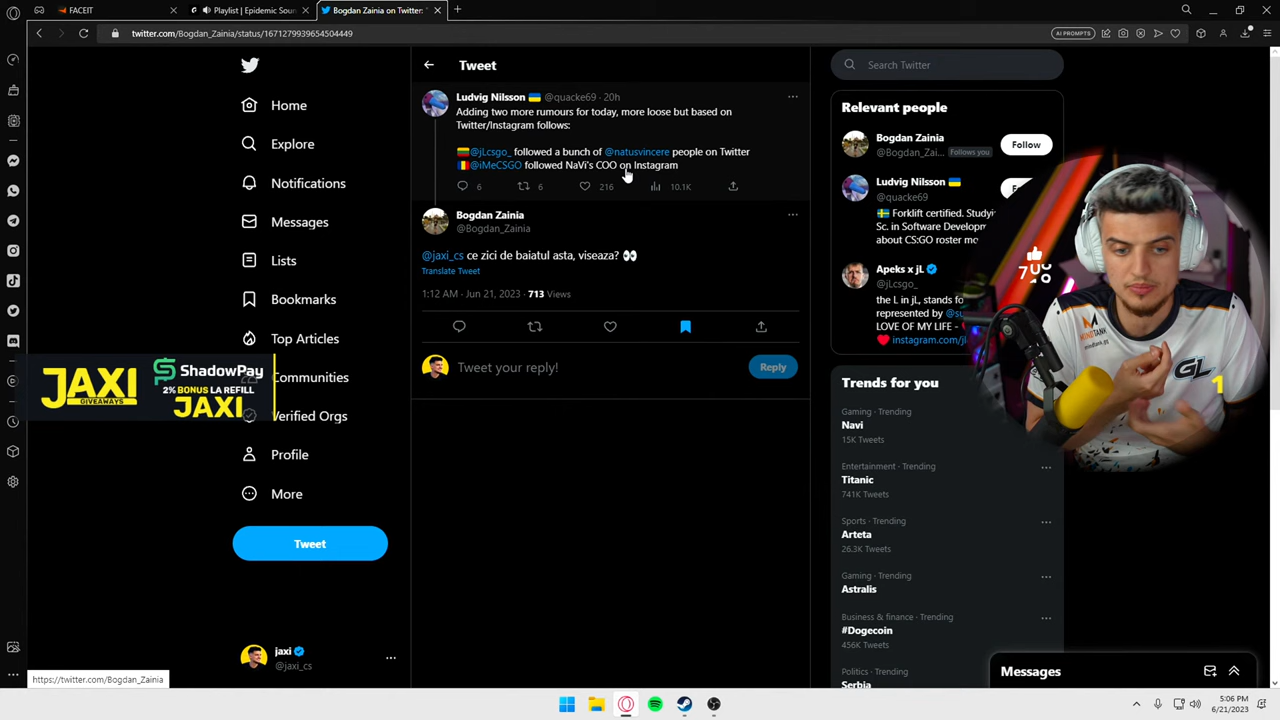 FACEIT
Playlist | Epidemic Soun
Bogdan Zainia on Twitter: "
twitter.com/Bogdan_Zainia/status/1671279939654504449
AI PROMPTS
Home
Explore
Notifications
Messages
Lists
Bookmarks
Top Articles
Communities
Verified Orgs
Profile
More
Tweet
jaxi
@jaxi_cs
https://twitter.com/Bogdan_Zainia
JAXI
GIVEAWAYS
ShadowPay
2% BONUS LA REFILL
JAXI
Tweet
Ludvig Nilsson @quacke69 · 20h
Adding two more rumours for today, more loose but based on
Twitter/Instagram follows:
@jLcsgo_ followed a bunch of @natusvincere people on Twitter
@iMeCSGO followed NaVi's COO on Instagram
6 6 216 10.1K
Bogdan Zainia
@Bogdan_Zainia
@jaxi_cs ce zici de baiatul asta, viseaza? 👀
Translate Tweet
1:12 AM · Jun 21, 2023 · 713 Views
Tweet your reply!
Reply
Search Twitter
Relevant people
Bogdan Zainia
@Bogdan_Zai... Follows you
Follow
Ludvig Nilsson
@quacke69
Forklift certified. Studyi
Sc. in Software Developm
about CS:GO roster mo
Apeks x jL
@jLcsgo_
the L in jL, stands fo
represented by @su
LOVE OF MY LIFE -
instagram.com/jl
Trends for you
Gaming · Trending
Navi
15K Tweets
Entertainment · Trending
Titanic
741K Tweets
Sports · Trending
Arteta
26.3K Tweets
Gaming · Trending
Astralis
Business & finance · Trending
#Dogecoin
456K Tweets
Politics · Trending
Serbia
GL
1
Messages
5:06 PM
6/21/2023